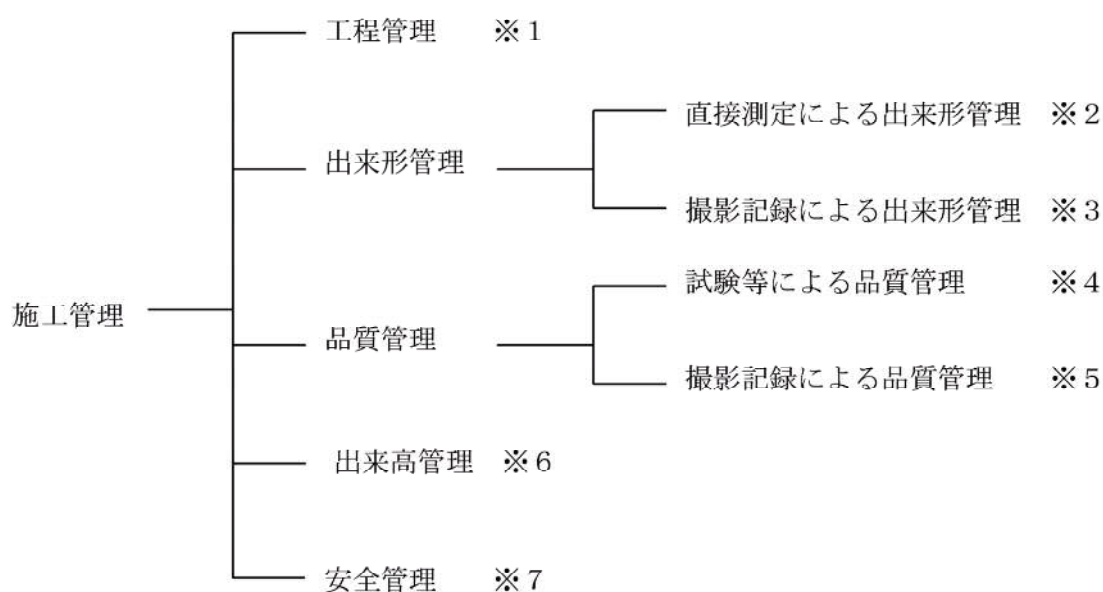 工程管理 ※1
直接測定による出来形管理 ※2
出来形管理
撮影記録による出来形管理 ※3
試験等による品質管理 ※4
施工管理
品質管理
撮影記録による品質管理 ※5
出来高管理 ※6
安全管理 ※7